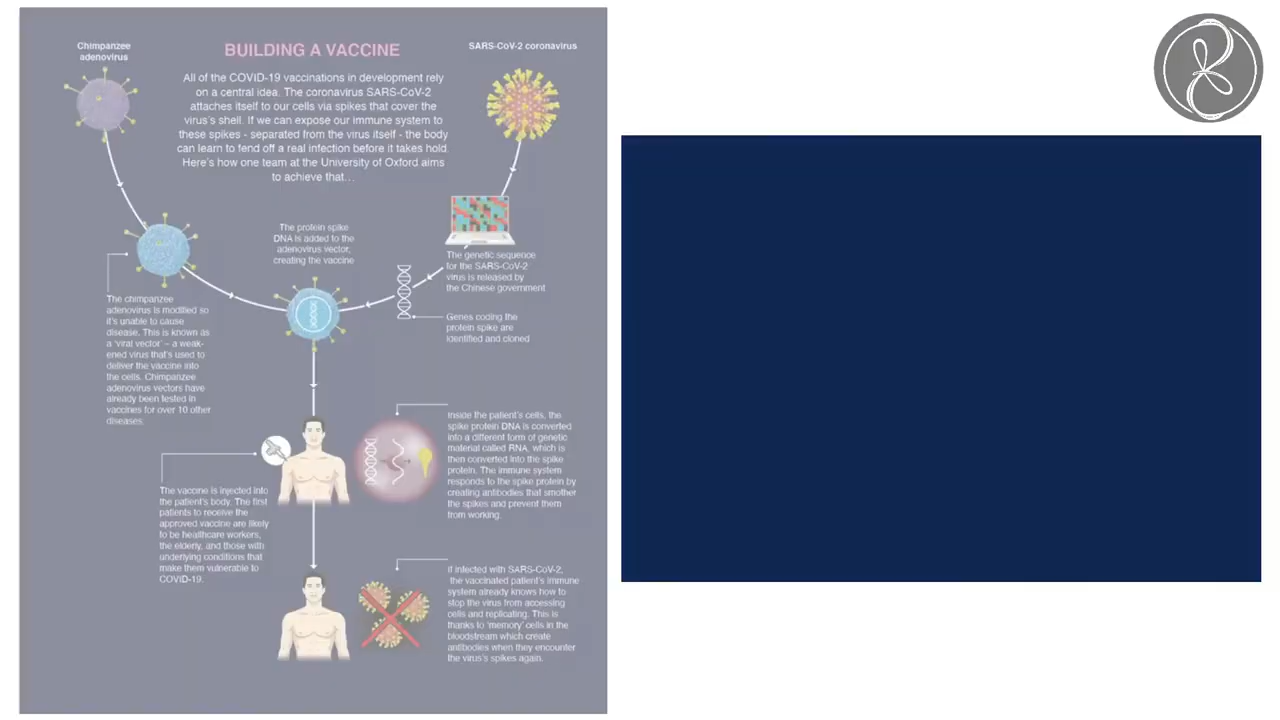 Chimpanzee
adenovirus
BUILDING A VACCINE
SARS-CoV-2 coronavirus
All of the COVID-19 vaccinations in development rely
on a central idea. The coronavirus SARS-CoV-2
attaches itself to our cells via spikes that cover the
virus's shell. If we can expose our immune system to
these spikes - separated from the virus itself - the body
can learn to fend off a real infection before it takes hold.
Here's how one team at the University of Oxford aims
to achieve that...
The protein spike
DNA is added to the
adenovirus vector,
creating the vaccine
The genetic sequence
for the SARS-CoV-2
virus is released by
the Chinese government
Genes coding the
protein spike are
identified and cloned
The chimpanzee
adenovirus is modified so
it's unable to cause
disease. This is known as
a 'viral vector' – a weak-
ened virus that's used to
deliver the vaccine into
the cells. Chimpanzee
adenovirus vectors have
already been tested in
vaccines for over 10 other
diseases.
Inside the patient's cells, the
spike protein DNA is converted
into a different form of genetic
material called RNA, which is
then converted into the spike
protein. The immune system
responds to the spike protein by
creating antibodies that smother
the spikes and prevent them
from working.
The vaccine is injected into
the patient's body. The first
patients to receive the
approved vaccine are likely
to be healthcare workers,
the elderly, and those with
underlying conditions that
make them vulnerable to
COVID-19.
If infected with SARS-CoV-2,
the vaccinated patient's immune
system already knows how to
stop the virus from accessing
cells and replicating. This is
thanks to 'memory' cells in the
bloodstream which create
antibodies when they encounter
the virus's spikes again.